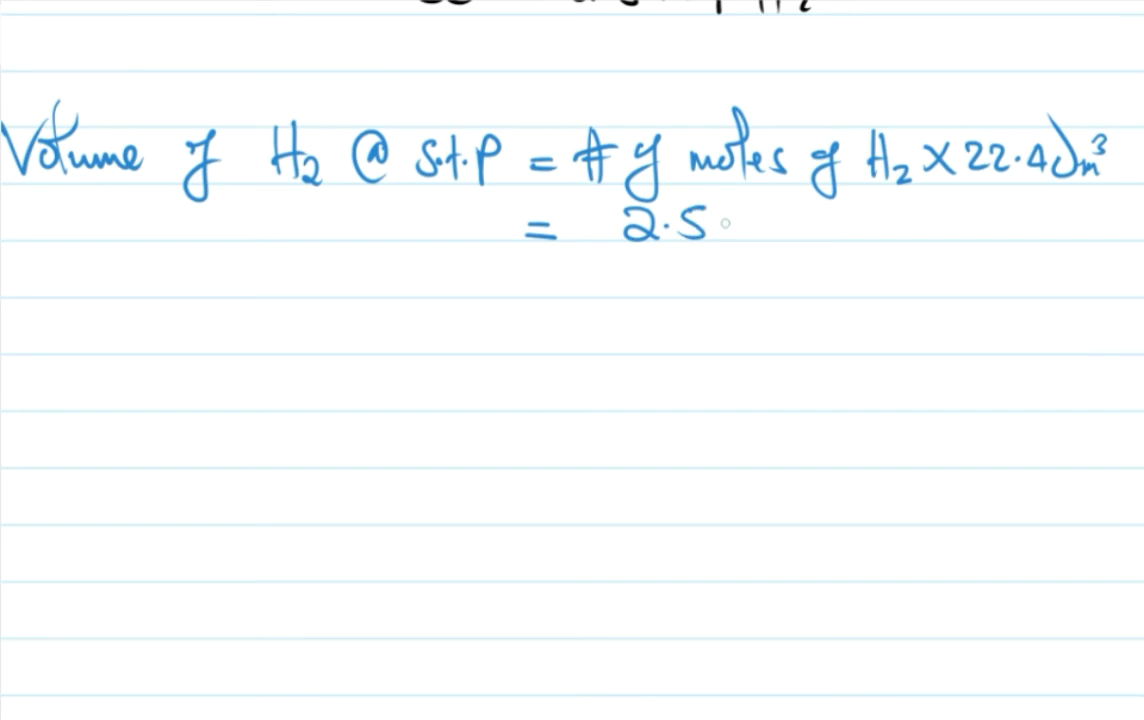 Volume of H₂ @ s.t.p = # of moles of H₂ X 22.4dm³
= 2.5